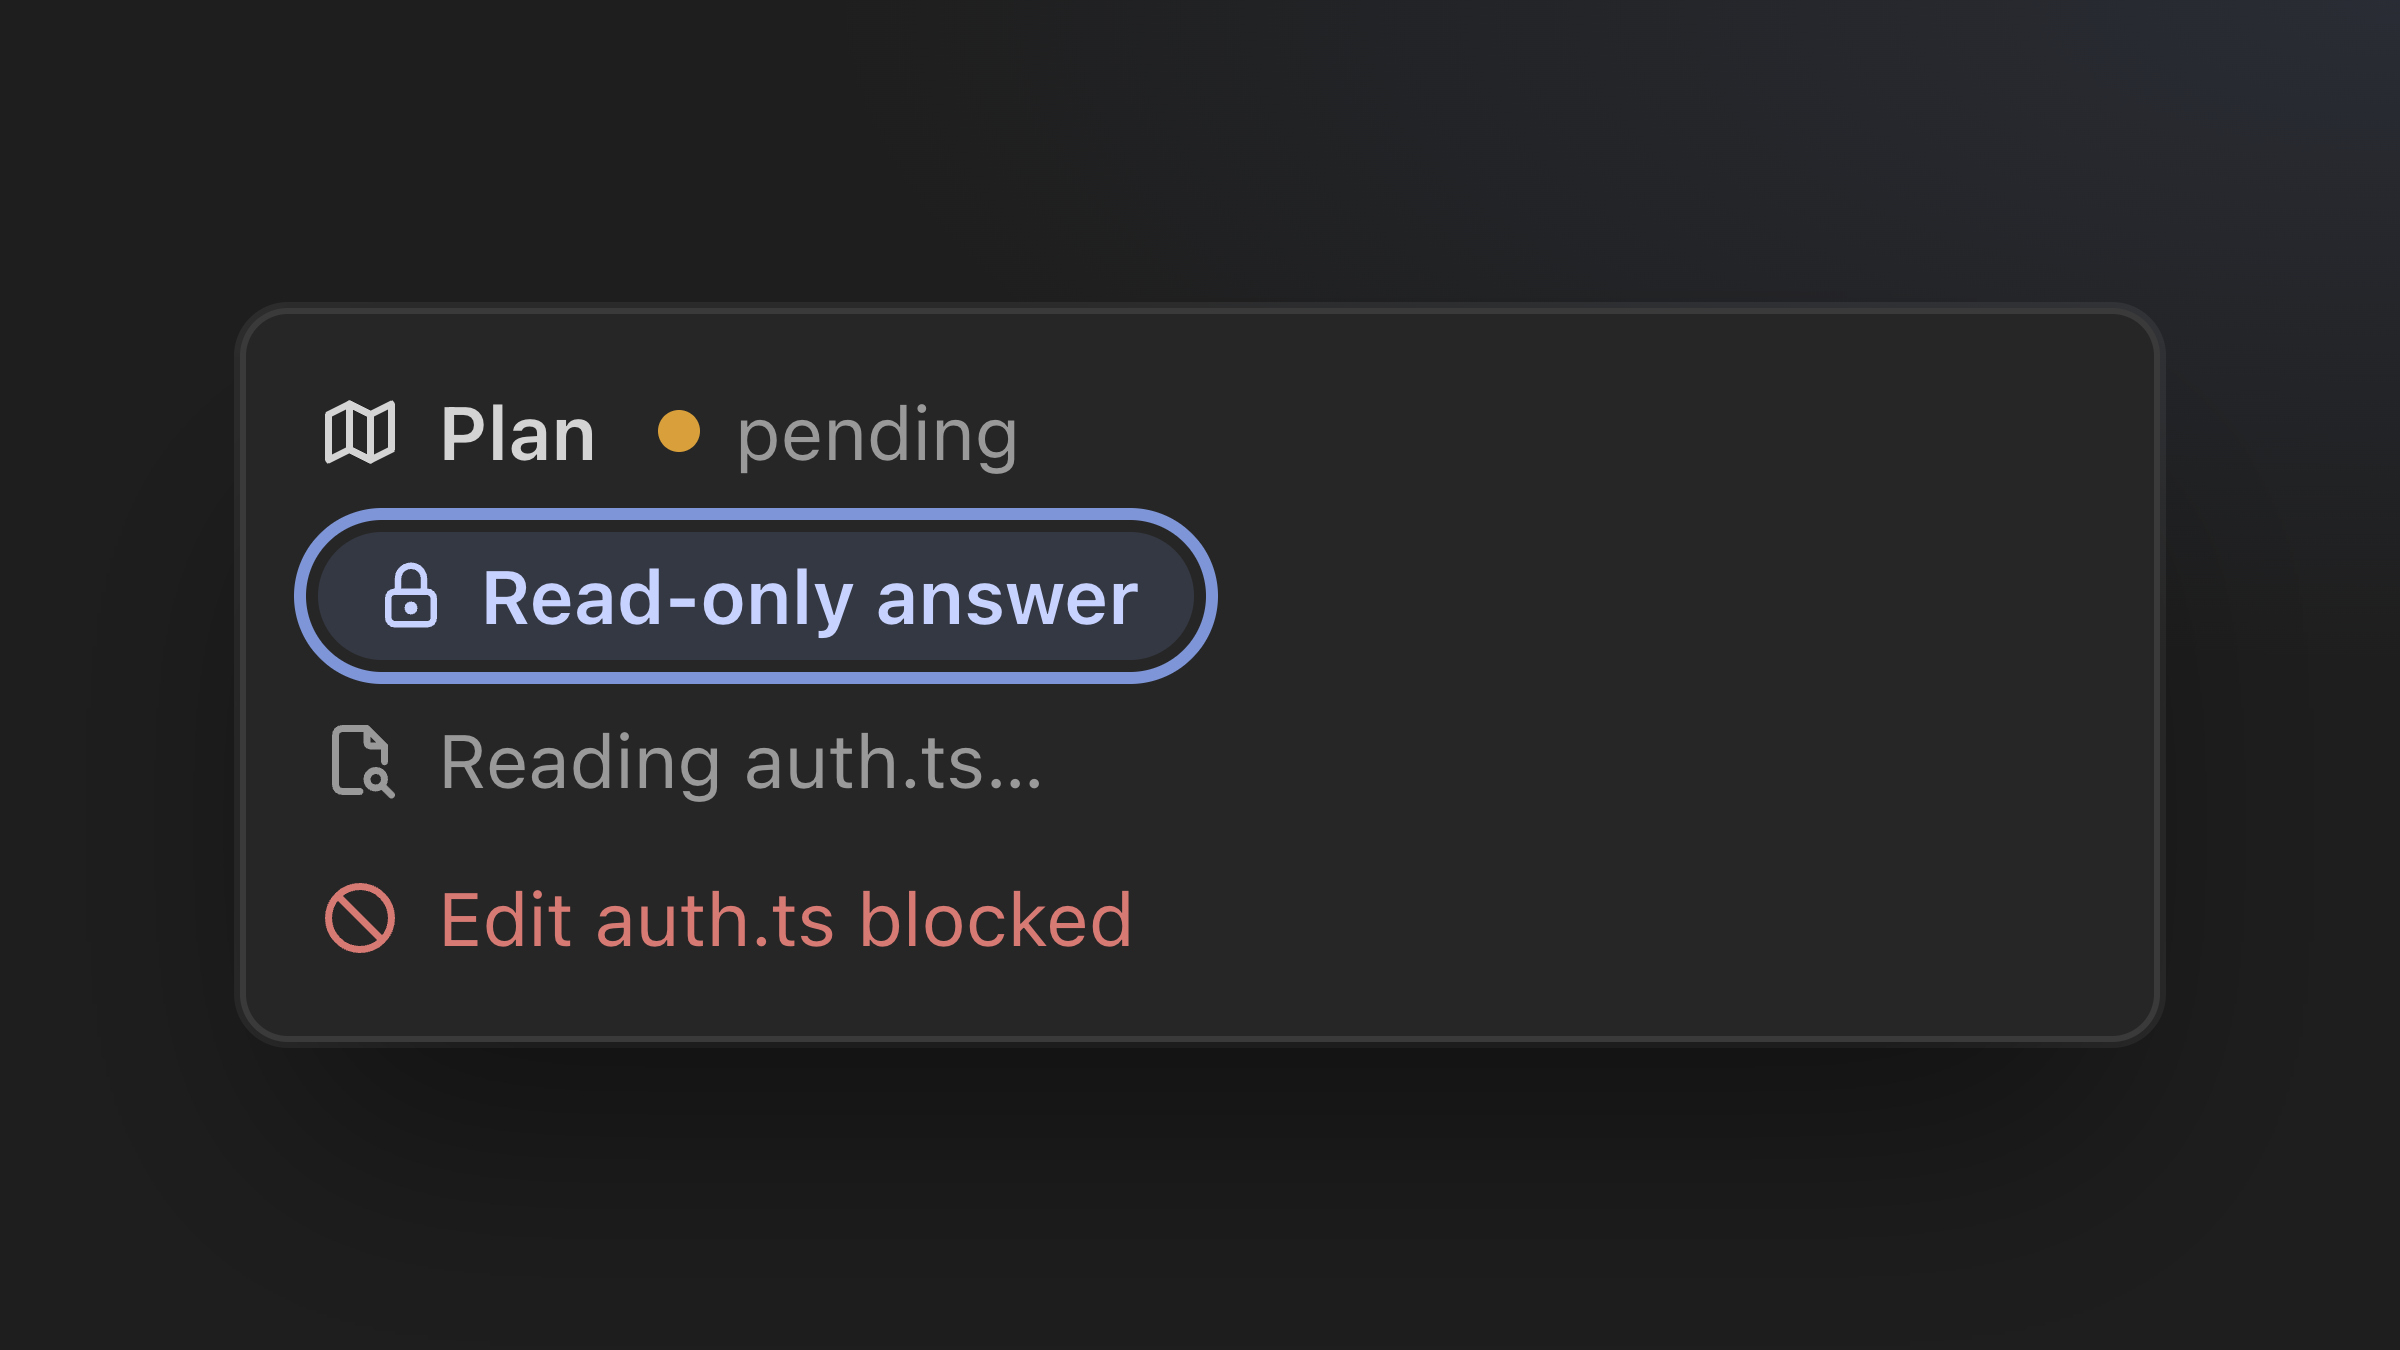 Plan pending
Read-only answer
Reading auth.ts...
Edit auth.ts blocked